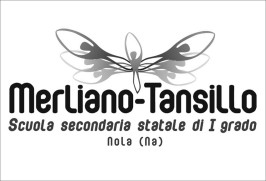 Merliano-Tansillo
Scuola secondaria statale di I grado
Nola (Na)